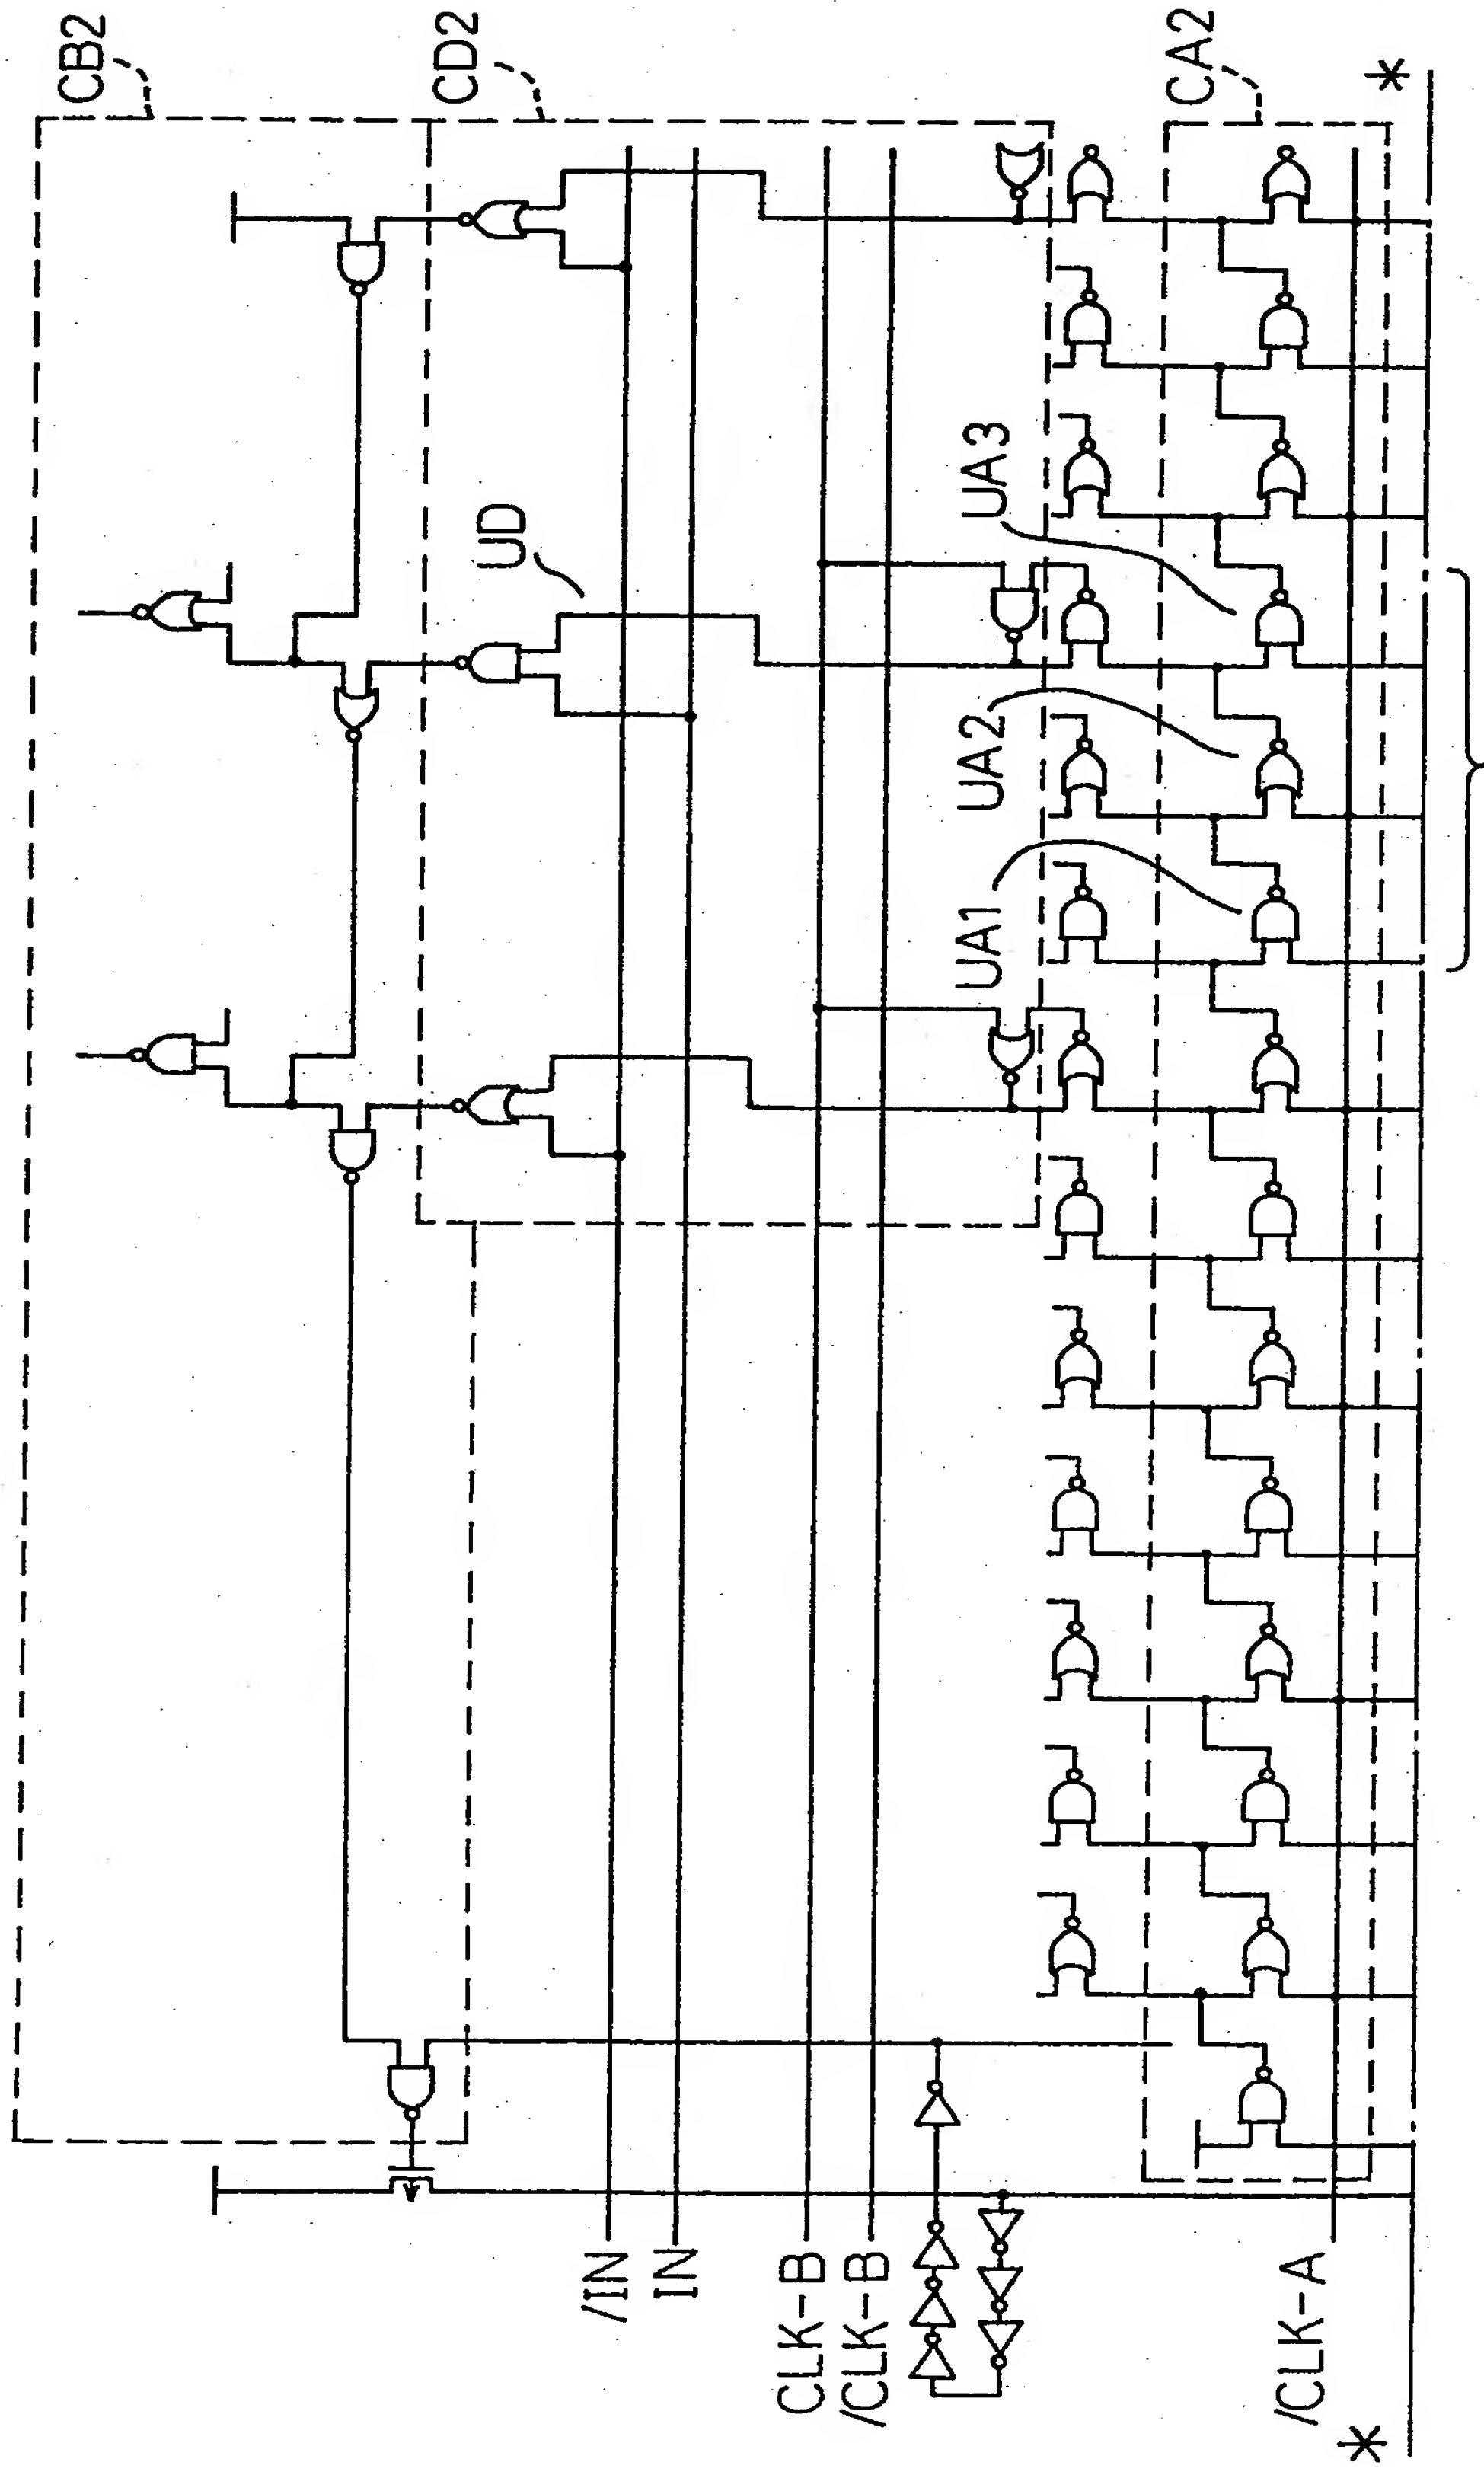 CB2
CD2
CA2
*
UD
UA3
UA2
UA1
/IN
IN
CLK-B
/CLK-B
/CLK-A
*